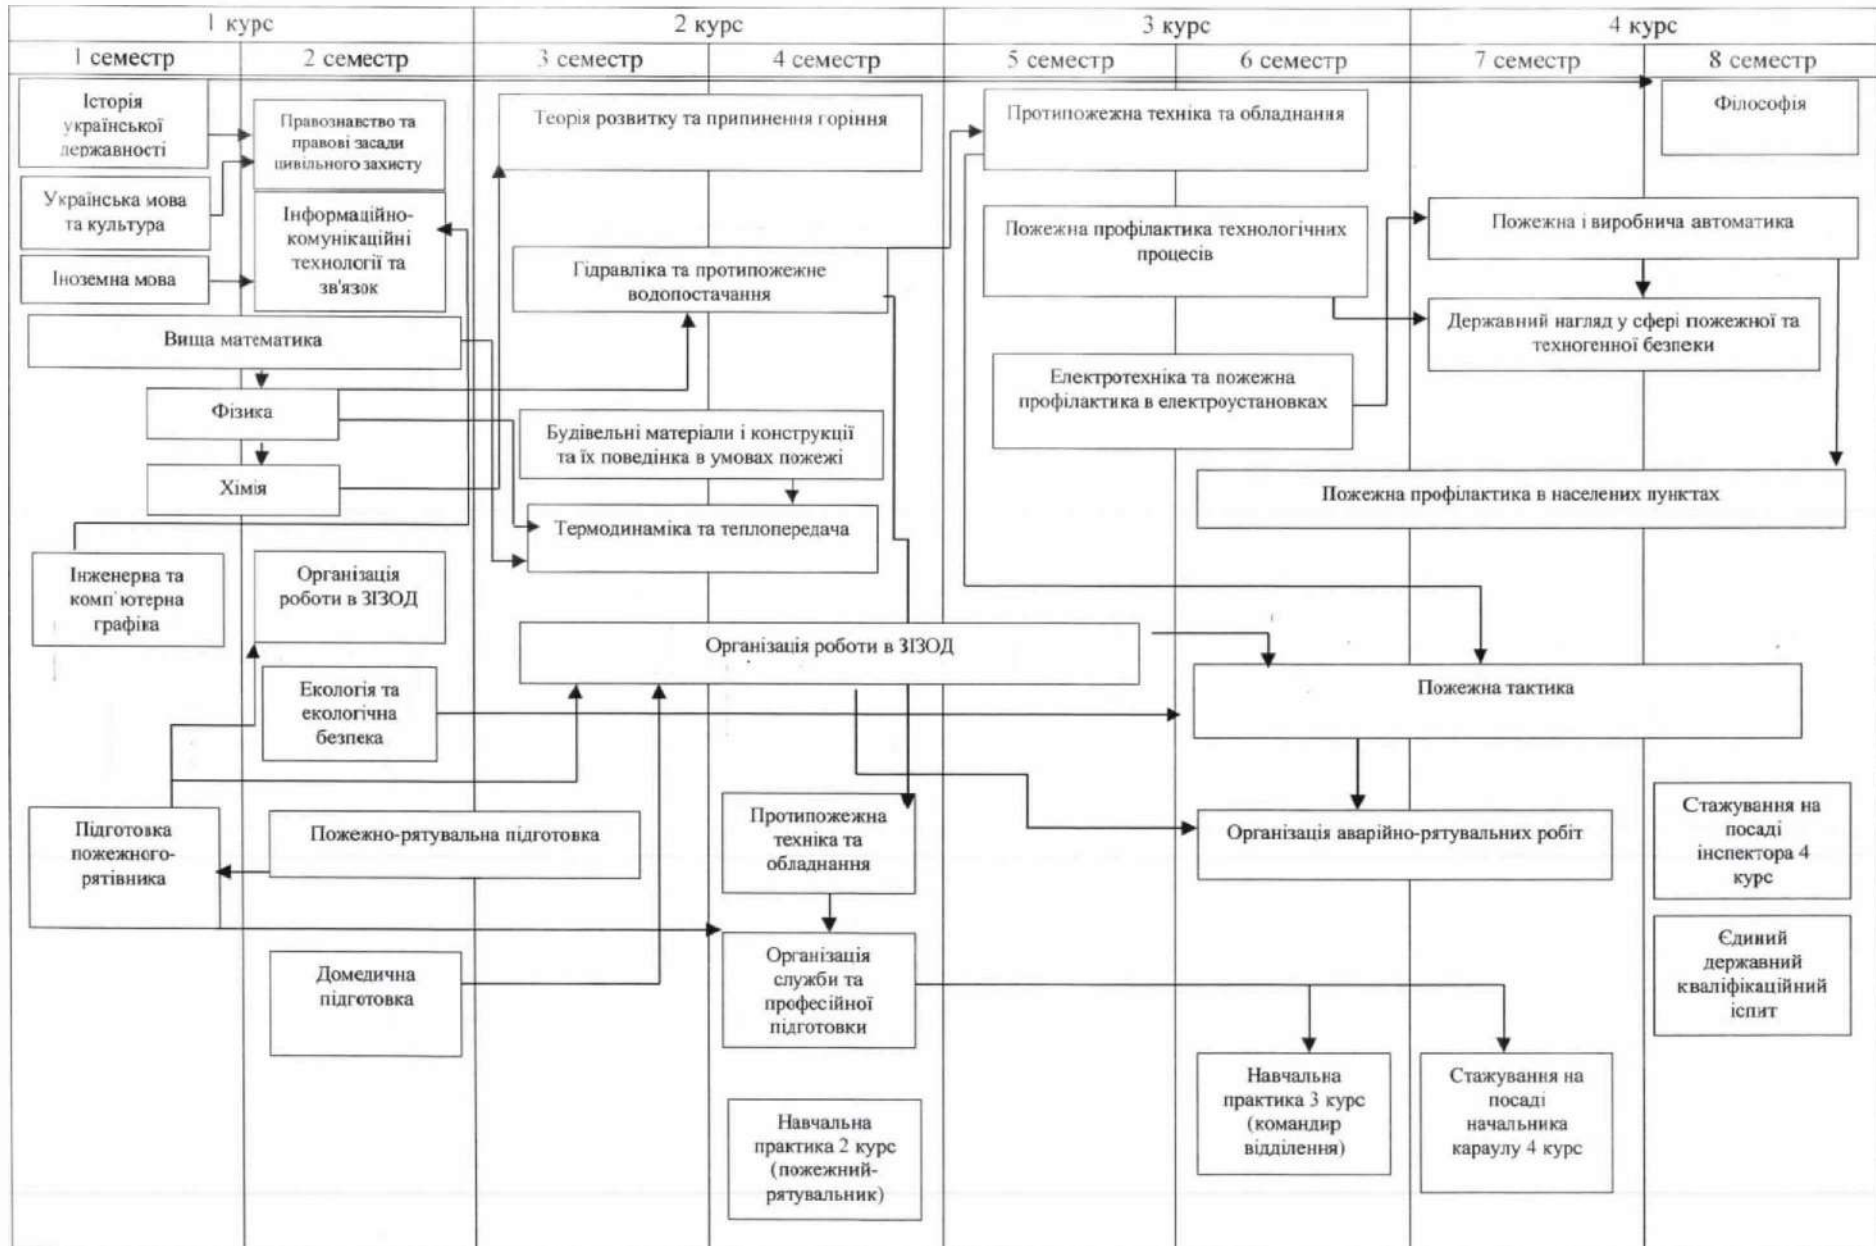 1 курс
2 курс
3 курс
4 курс
1 семестр
2 семестр
3 семестр
4 семестр
5 семестр
6 семестр
7 семестр
8 семестр
Історія
української
державності
Українська мова
та культура
Іноземна мова
Правознавство та
правові засади
цивільного захисту
Інформаційно-
комунікаційні
технології та
зв'язок
Вища математика
Фізика
Хімія
Інженерва та
комп`ютерна
графіка
Організація
роботи в ЗІЗОД
Екологія та
екологічна
безпека
Підготовка
пожежного-
рятівника
Пожежно-рятувальна підготовка
Домедична
підготовка
Теорія розвитку та припинення горіння
Гідравліка та протипожежне
водопостачання
Будівельні матеріали і конструкції
та їх поведінка в умовах пожежі
Термодинаміка та теплопередача
Організація роботи в ЗІЗОД
Протипожежна
техніка та
обладнання
Організація
служби та
професійної
підготовки
Навчальна
практика 2 курс
(пожежний-
рятувальник)
Протипожежна техніка та обладнання
Пожежна профілактика технологічних
процесів
Електротехніка та пожежна
профілактика в електроустановках
Філософія
Пожежна і виробнича автоматика
Державний нагляд у сфері пожежної та
техногенної безпеки
Пожежна профілактика в населених пунктах
Пожежна тактика
Організація аварійно-рятувальних робіт
Навчальна
практика 3 курс
(командир
відділення)
Стажування на
посаді
начальника
караулу 4 курс
Стажування на
посаді
інспектора 4
курс
Єдиний
державний
кваліфікаційний
іспит